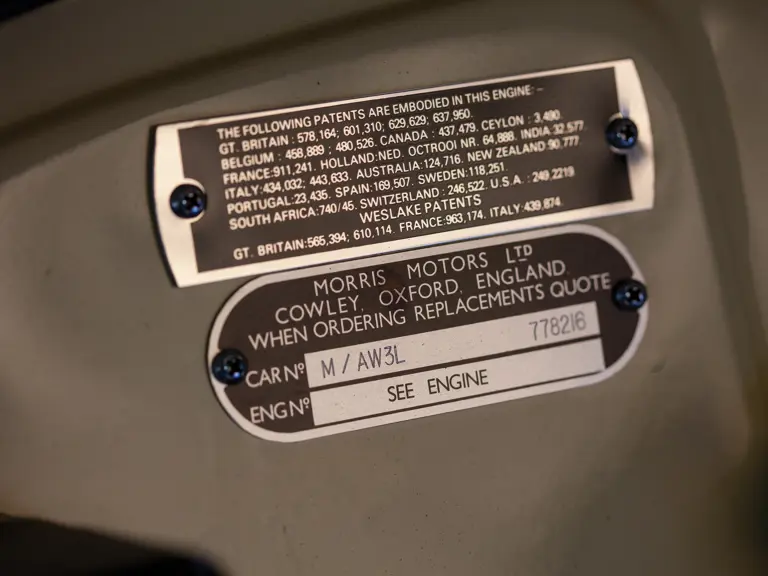 THE FOLLOWING PATENTS ARE EMBODIED IN THIS ENGINE:–
GT. BRITAIN : 578,164; 601,310; 629,629; 637,950.
BELGIUM : 458,889 ; 480,526. CANADA : 437,479. CEYLON : 3,490.
FRANCE:911,241. HOLLAND:NED. OCTROOI NR. 64,888. INDIA:32,577.
ITALY:434,032; 443,633. AUSTRALIA:124,716. NEW ZEALAND:90,777
PORTUGAL:23,435. SPAIN:169,507. SWEDEN:118,251.
SOUTH AFRICA:740/45. SWITZERLAND : 246,522. U.S.A. : 249,2219
WESLAKE PATENTS
GT. BRITAIN:565,394; 610,114. FRANCE:963,174. ITALY:439,874.
MORRIS MOTORS LTD
COWLEY, OXFORD, ENGLAND.
WHEN ORDERING REPLACEMENTS QUOTE
CAR Nº M / AW3L 778216
ENG Nº SEE ENGINE